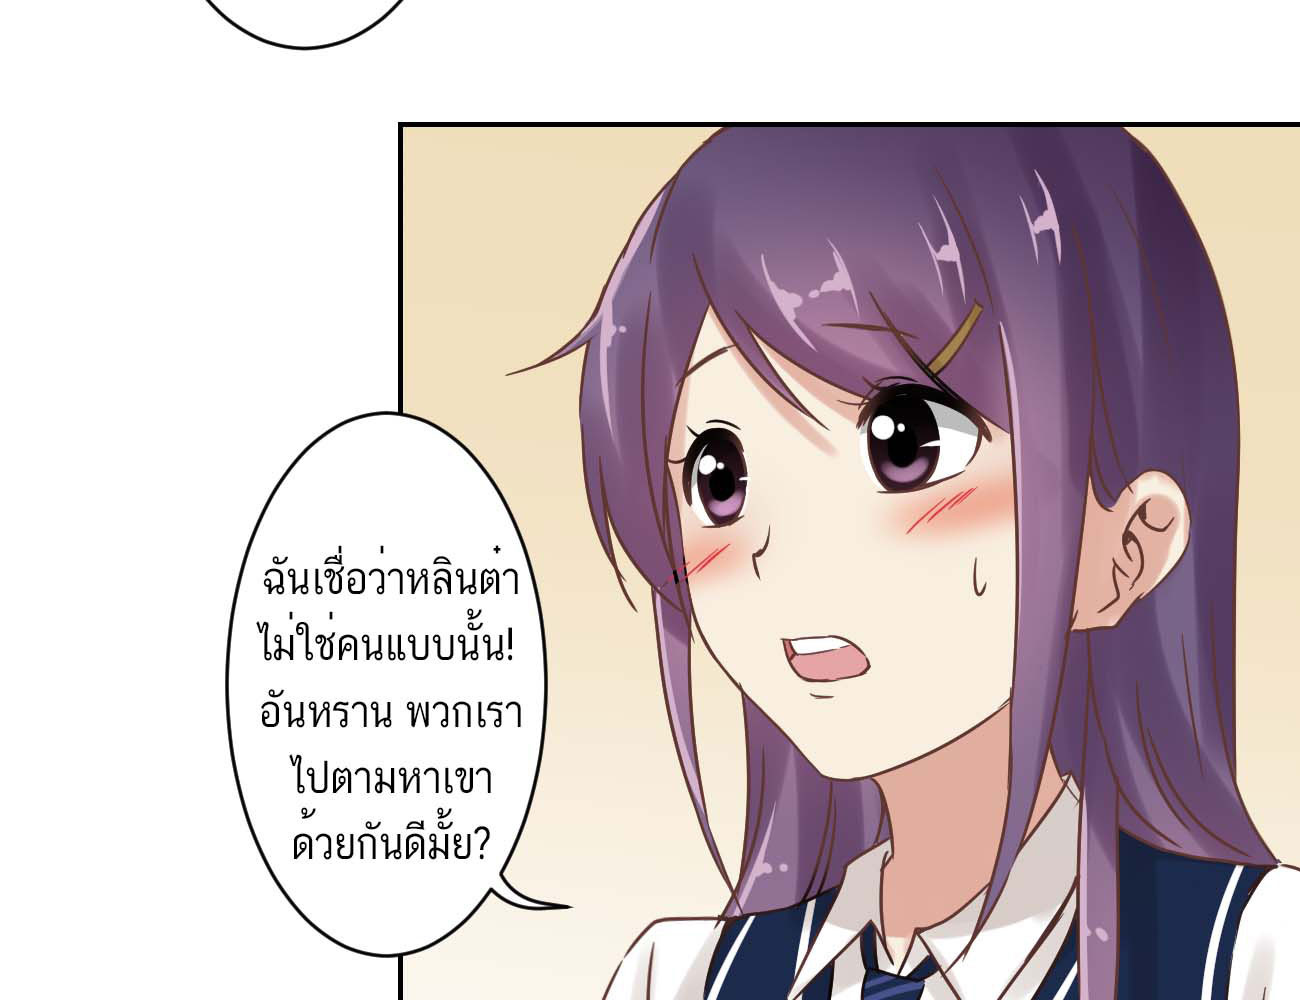 ฉันเชื่อว่าหลินต๋า
ไม่ใช่คนแบบนั้น!
อันหราน พวกเรา
ไปตามหาเขา
ด้วยกันดีมั้ย?